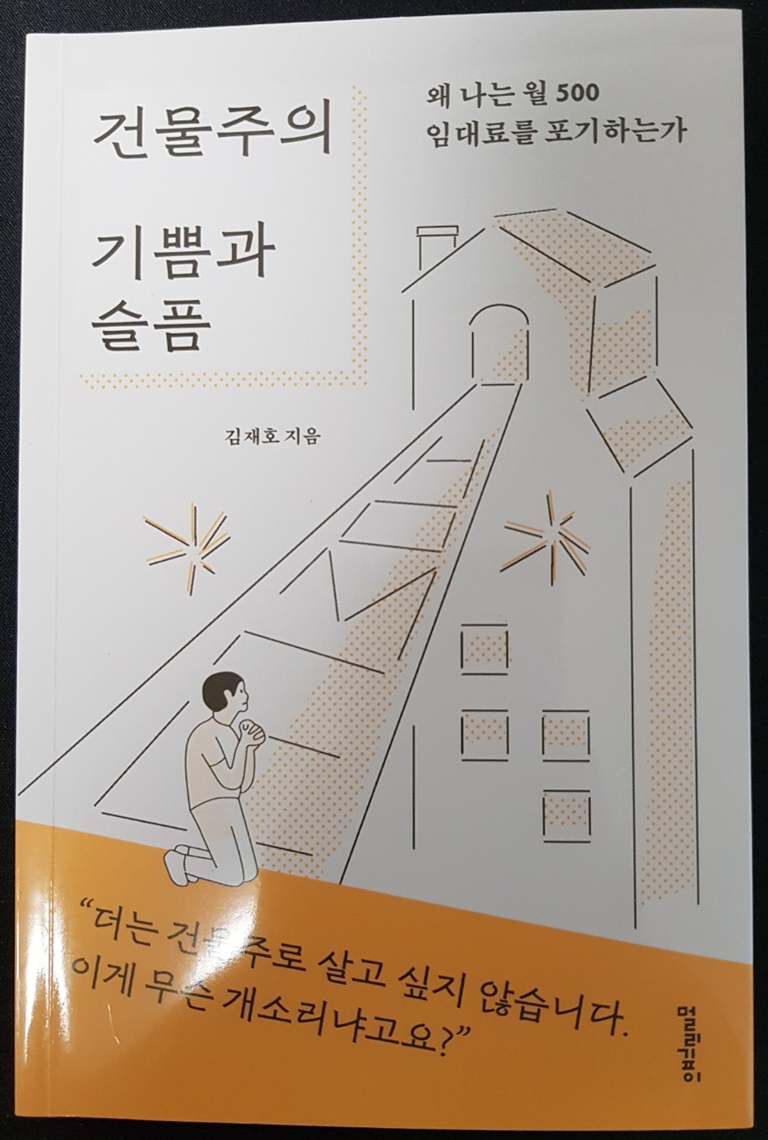 건물주의
기쁨과
슬픔
왜 나는 월 500
임대료를 포기하는가
김재호 지음
“더는 건물주로 살고 싶지 않습니다.
이게 무슨 개소리냐고요?”
멀리깊이